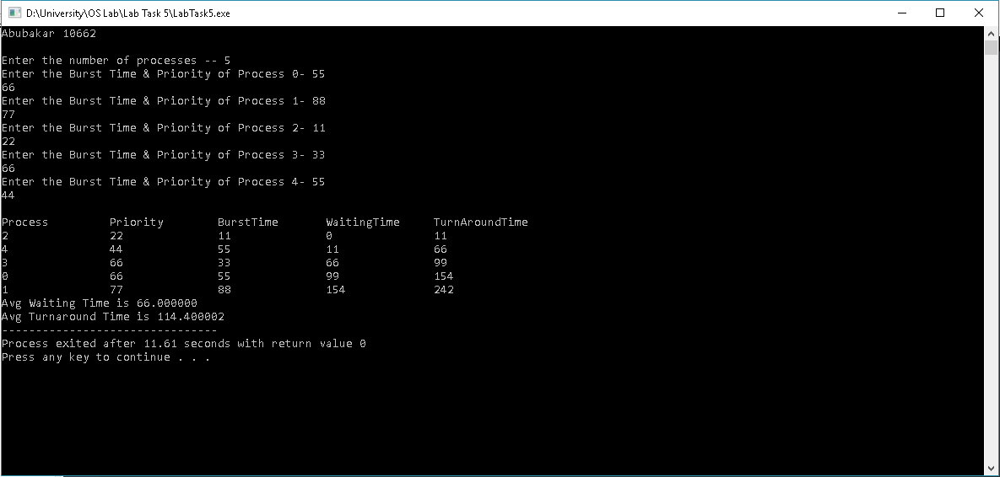 D:\University\OS Lab\Lab Task 5\LabTask5.exe
Abubakar 10662
Enter the number of processes -- 5
Enter the Burst Time & Priority of Process 0- 55
66
Enter the Burst Time & Priority of Process 1- 88
77
Enter the Burst Time & Priority of Process 2- 11
22
Enter the Burst Time & Priority of Process 3- 33
66
Enter the Burst Time & Priority of Process 4- 55
44
Process Priority BurstTime WaitingTime TurnAroundTime
2 22 11 0 11
4 44 55 11 66
3 66 33 66 99
0 66 55 99 154
1 77 88 154 242
Avg Waiting Time is 66.000000
Avg Turnaround Time is 114.400002
--------------------------------
Process exited after 11.61 seconds with return value 0
Press any key to continue . . .